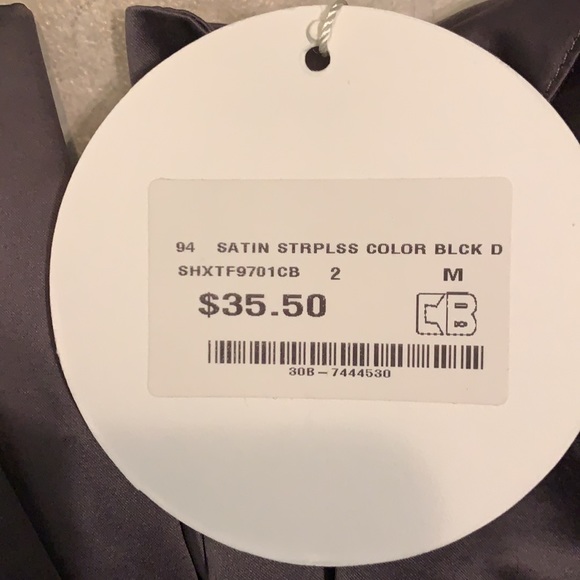 94 SATIN STRPLSS COLOR BLCK D
SHXTF9701CB 2 M
$35.50
CB
30B-7444530